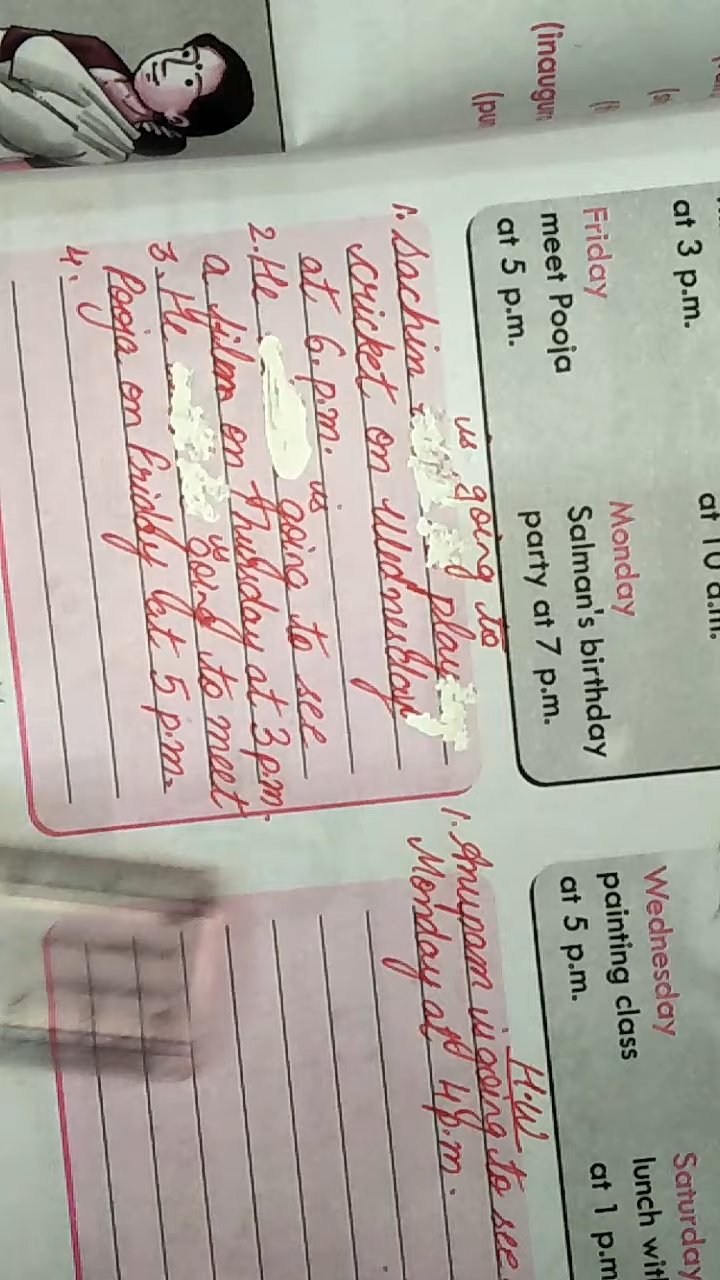 (inaugur
(pu
at 3 p.m.
at 10 a.m.
Friday
meet Pooja
at 5 p.m.
Monday
Salman's birthday
party at 7 p.m.
is going to
1. Sachin play
cricket on Wednesday
at 6. p.m.
is
2. He going to see
a film on Thursday at 3 p.m.
is
3. He going to meet
Pooja on Friday at 5 p.m.
4.
Wednesday
painting class
at 5 p.m.
Saturday
lunch wit
at 1 p.m
H.W
1. Anupam is going to see
Monday at 4 p.m.